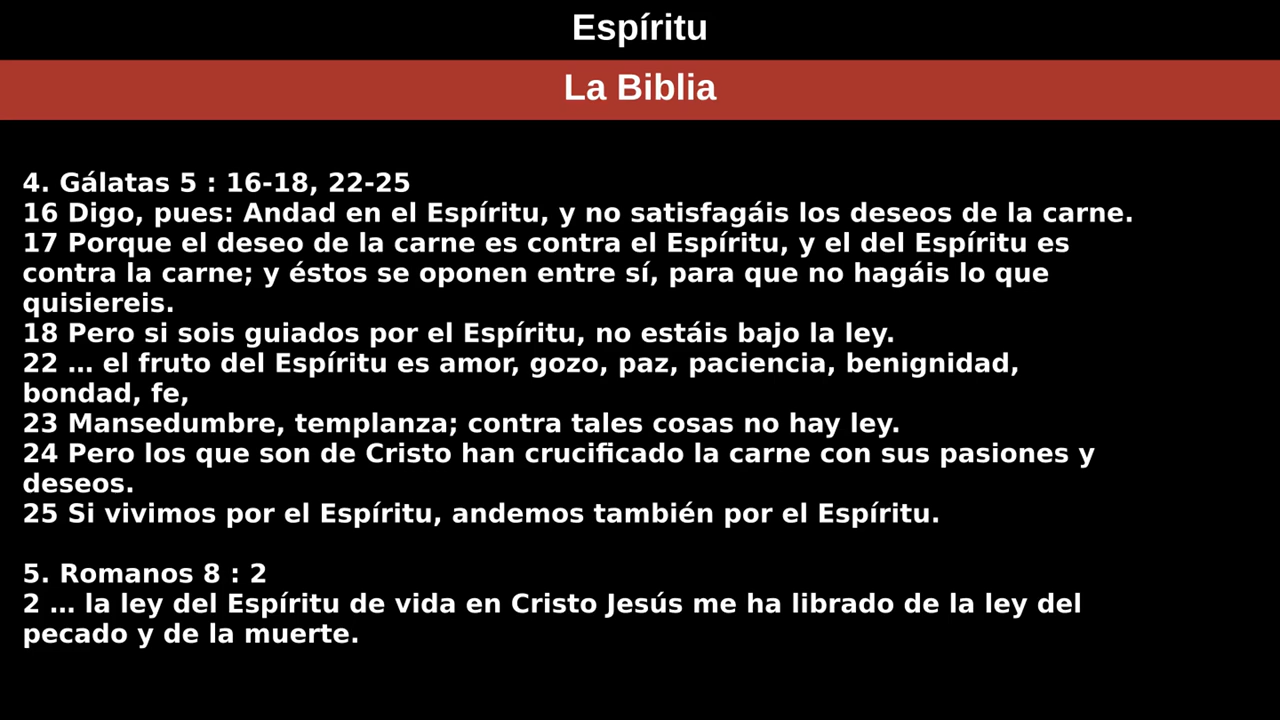 Espíritu
La Biblia
4. Gálatas 5 : 16-18, 22-25
16 Digo, pues: Andad en el Espíritu, y no satisfagáis los deseos de la carne.
17 Porque el deseo de la carne es contra el Espíritu, y el del Espíritu es
contra la carne; y éstos se oponen entre sí, para que no hagáis lo que
quisiereis.
18 Pero si sois guiados por el Espíritu, no estáis bajo la ley.
22 … el fruto del Espíritu es amor, gozo, paz, paciencia, benignidad,
bondad, fe,
23 Mansedumbre, templanza; contra tales cosas no hay ley.
24 Pero los que son de Cristo han crucificado la carne con sus pasiones y
deseos.
25 Si vivimos por el Espíritu, andemos también por el Espíritu.
5. Romanos 8 : 2
2 … la ley del Espíritu de vida en Cristo Jesús me ha librado de la ley del
pecado y de la muerte.